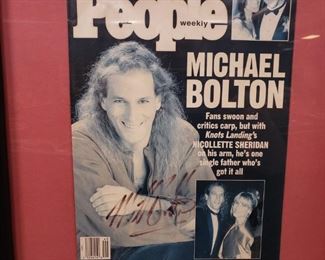 People
weekly
MICHAEL
BOLTON
Fans swoon and
critics carp, but with
Knots Landing's
NICOLLETTE SHERIDAN
on his arm, he's one
single father who's
got it all